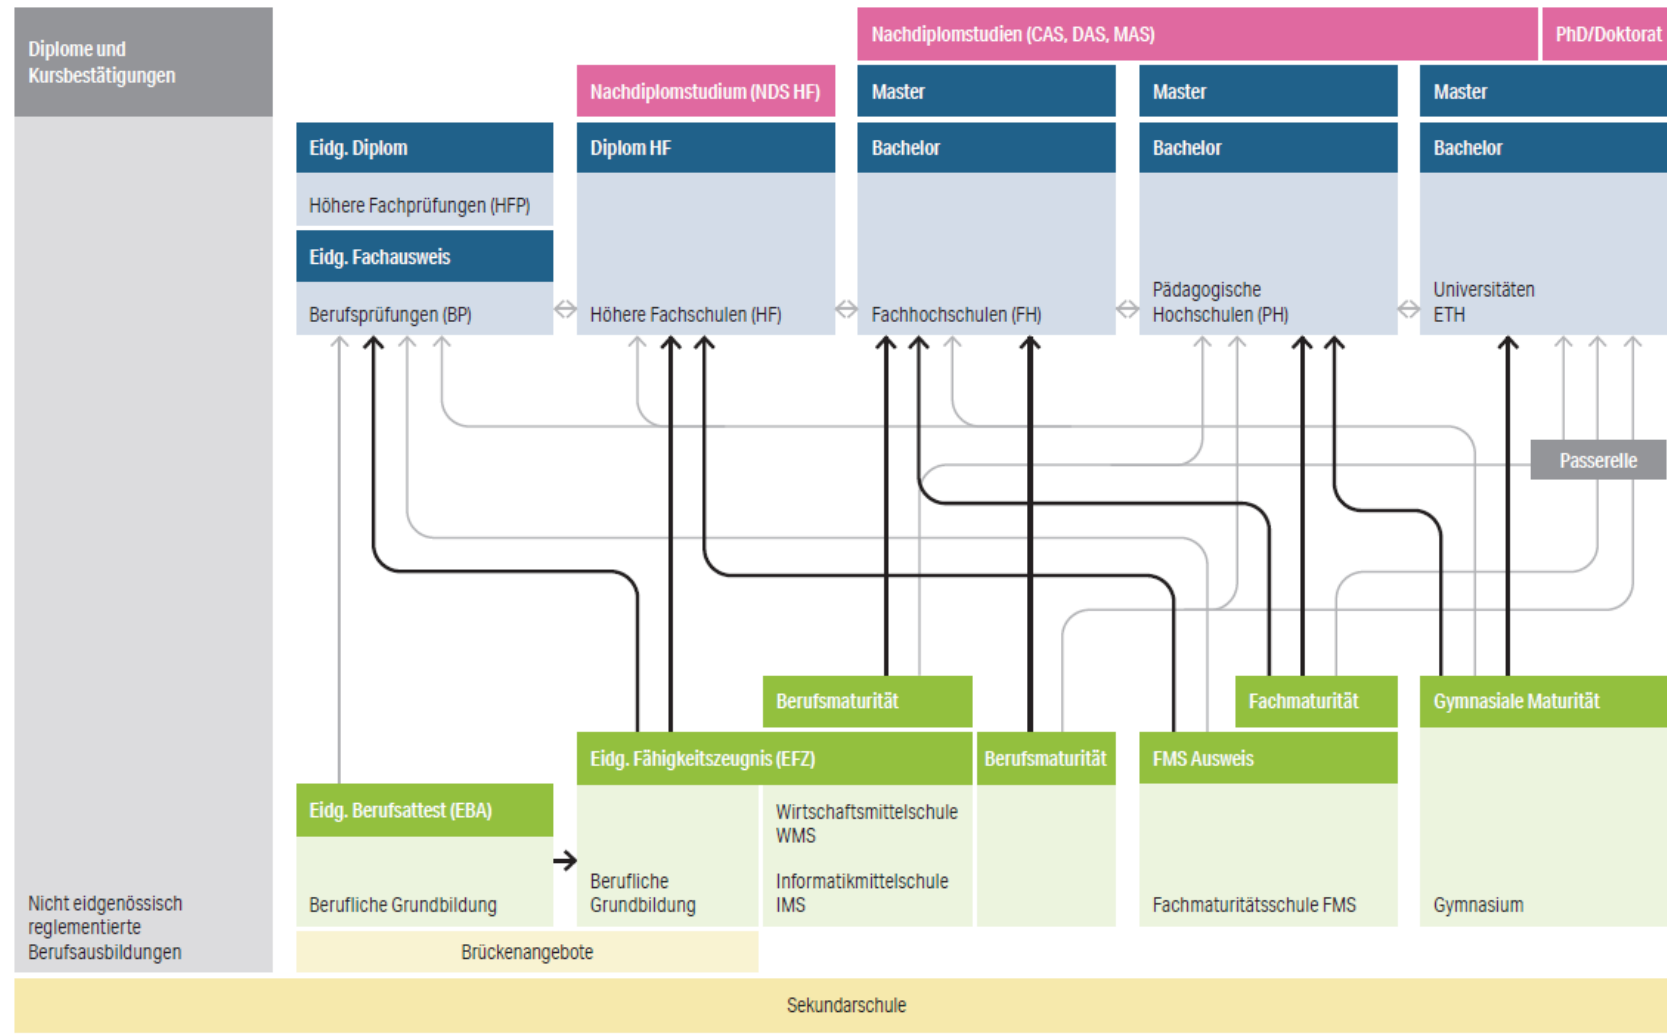 Diplome und
Kursbestätigungen
Nachdiplomstudien (CAS, DAS, MAS)
PhD/Doktorat
Nachdiplomstudium (NDS HF)
Master
Master
Master
Eidg. Diplom
Diplom HF
Bachelor
Bachelor
Bachelor
Höhere Fachprüfungen (HFP)
Eidg. Fachausweis
Berufsprüfungen (BP)
Höhere Fachschulen (HF)
Fachhochschulen (FH)
Pädagogische
Hochschulen (PH)
Universitäten
ETH
Passerelle
Berufsmaturität
Fachmaturität
Gymnasiale Maturität
Eidg. Fähigkeitszeugnis (EFZ)
Berufsmaturität
FMS Ausweis
Eidg. Berufsattest (EBA)
Wirtschaftsmittelschule
WMS
Informatikmittelschule
IMS
Berufliche Grundbildung
Berufliche
Grundbildung
Fachmaturitätsschule FMS
Gymnasium
Nicht eidgenössisch
reglementierte
Berufsausbildungen
Brückenangebote
Sekundarschule